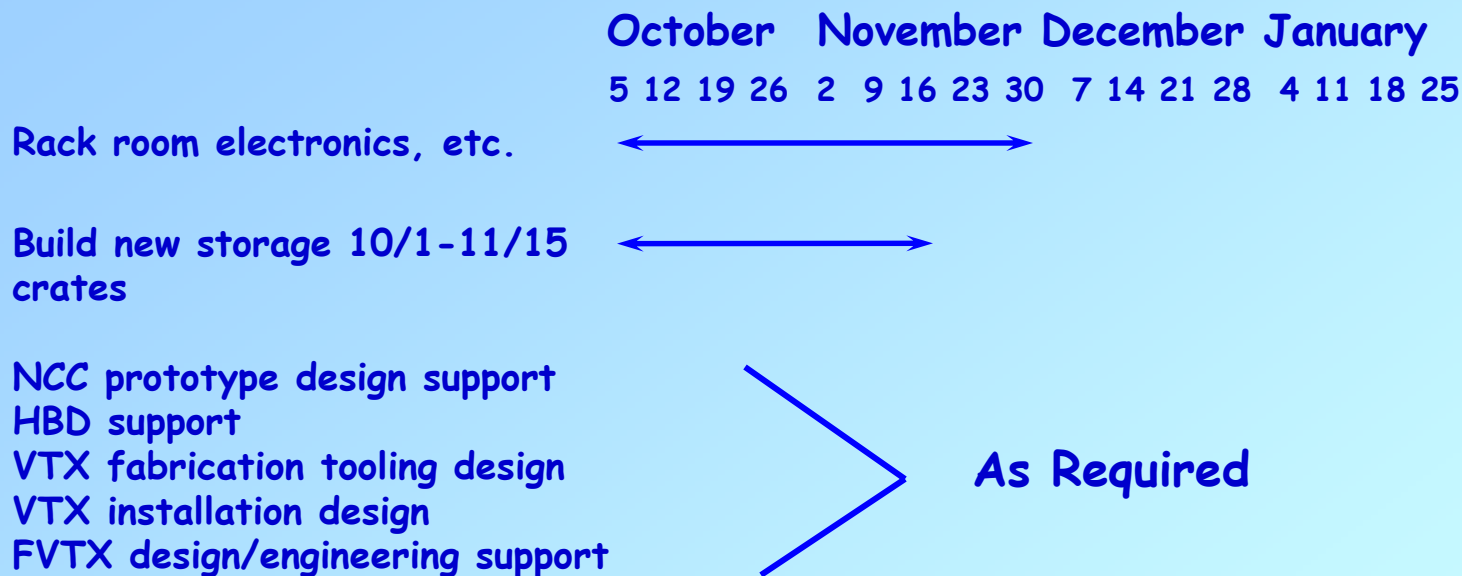 October November December January
5 12 19 26 2 9 16 23 30 7 14 21 28 4 11 18 25
Rack room electronics, etc.
Build new storage 10/1-11/15
crates
NCC prototype design support
HBD support
VTX fabrication tooling design
As Required
VTX installation design
FVTX design/engineering support